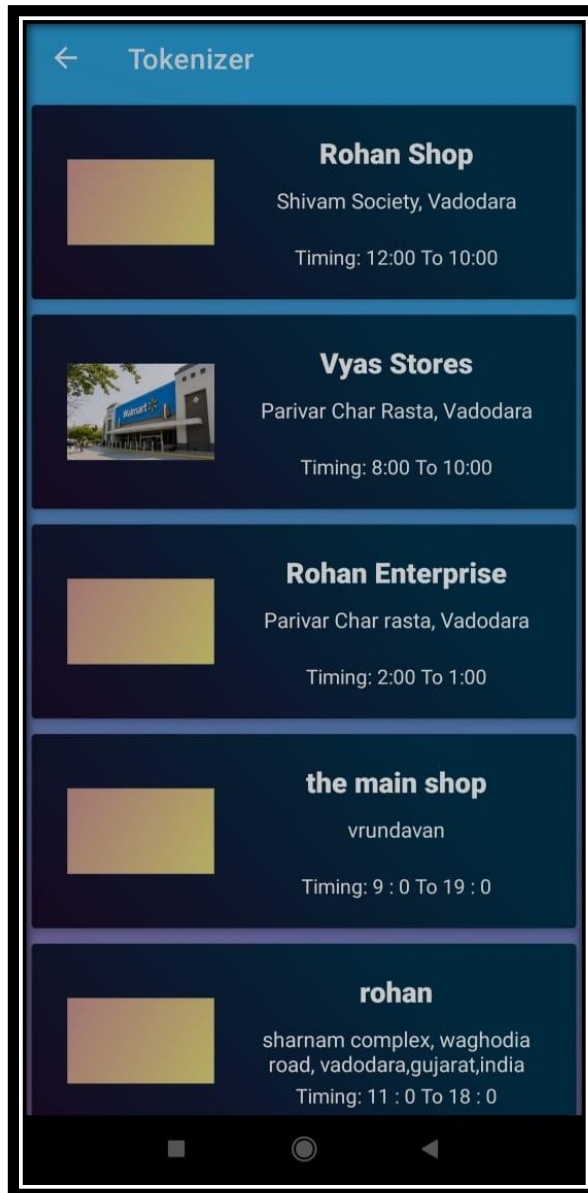 Tokenizer
Rohan Shop
Shivam Society, Vadodara
Timing: 12:00 To 10:00
Vyas Stores
Walmart
Parivar Char Rasta, Vadodara
Timing: 8:00 To 10:00
Rohan Enterprise
Parivar Char rasta, Vadodara
Timing: 2:00 To 1:00
the main shop
vrundavan
Timing: 9 : 0 To 19 : 0
rohan
sharnam complex, waghodia
road, vadodara,gujarat,india
Timing: 11 : 0 To 18 : 0